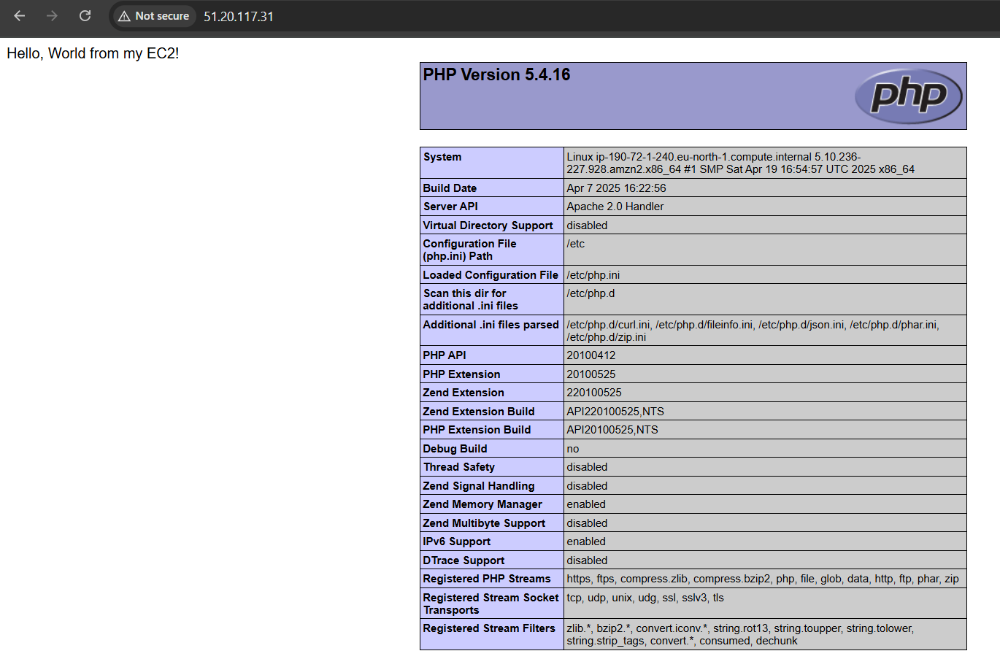 Not secure 51.20.117.31
Hello, World from my EC2!
PHP Version 5.4.16
php
System Linux ip-190-72-1-240.eu-north-1.compute.internal 5.10.236-
227.928.amzn2.x86_64 #1 SMP Sat Apr 19 16:54:57 UTC 2025 x86_64
Build Date Apr 7 2025 16:22:56
Server API Apache 2.0 Handler
Virtual Directory Support disabled
Configuration File /etc
(php.ini) Path
Loaded Configuration File /etc/php.ini
Scan this dir for /etc/php.d
additional .ini files
Additional .ini files parsed /etc/php.d/curl.ini, /etc/php.d/fileinfo.ini, /etc/php.d/json.ini, /etc/php.d/phar.ini,
/etc/php.d/zip.ini
PHP API 20100412
PHP Extension 20100525
Zend Extension 220100525
Zend Extension Build API220100525,NTS
PHP Extension Build API20100525,NTS
Debug Build no
Thread Safety disabled
Zend Signal Handling disabled
Zend Memory Manager enabled
Zend Multibyte Support disabled
IPv6 Support enabled
DTrace Support disabled
Registered PHP Streams https, ftps, compress.zlib, compress.bzip2, php, file, glob, data, http, ftp, phar, zip
Registered Stream Socket tcp, udp, unix, udg, ssl, sslv3, tls
Transports
Registered Stream Filters zlib.*, bzip2.*, convert.iconv.*, string.rot13, string.toupper, string.tolower,
string.strip_tags, convert.*, consumed, dechunk